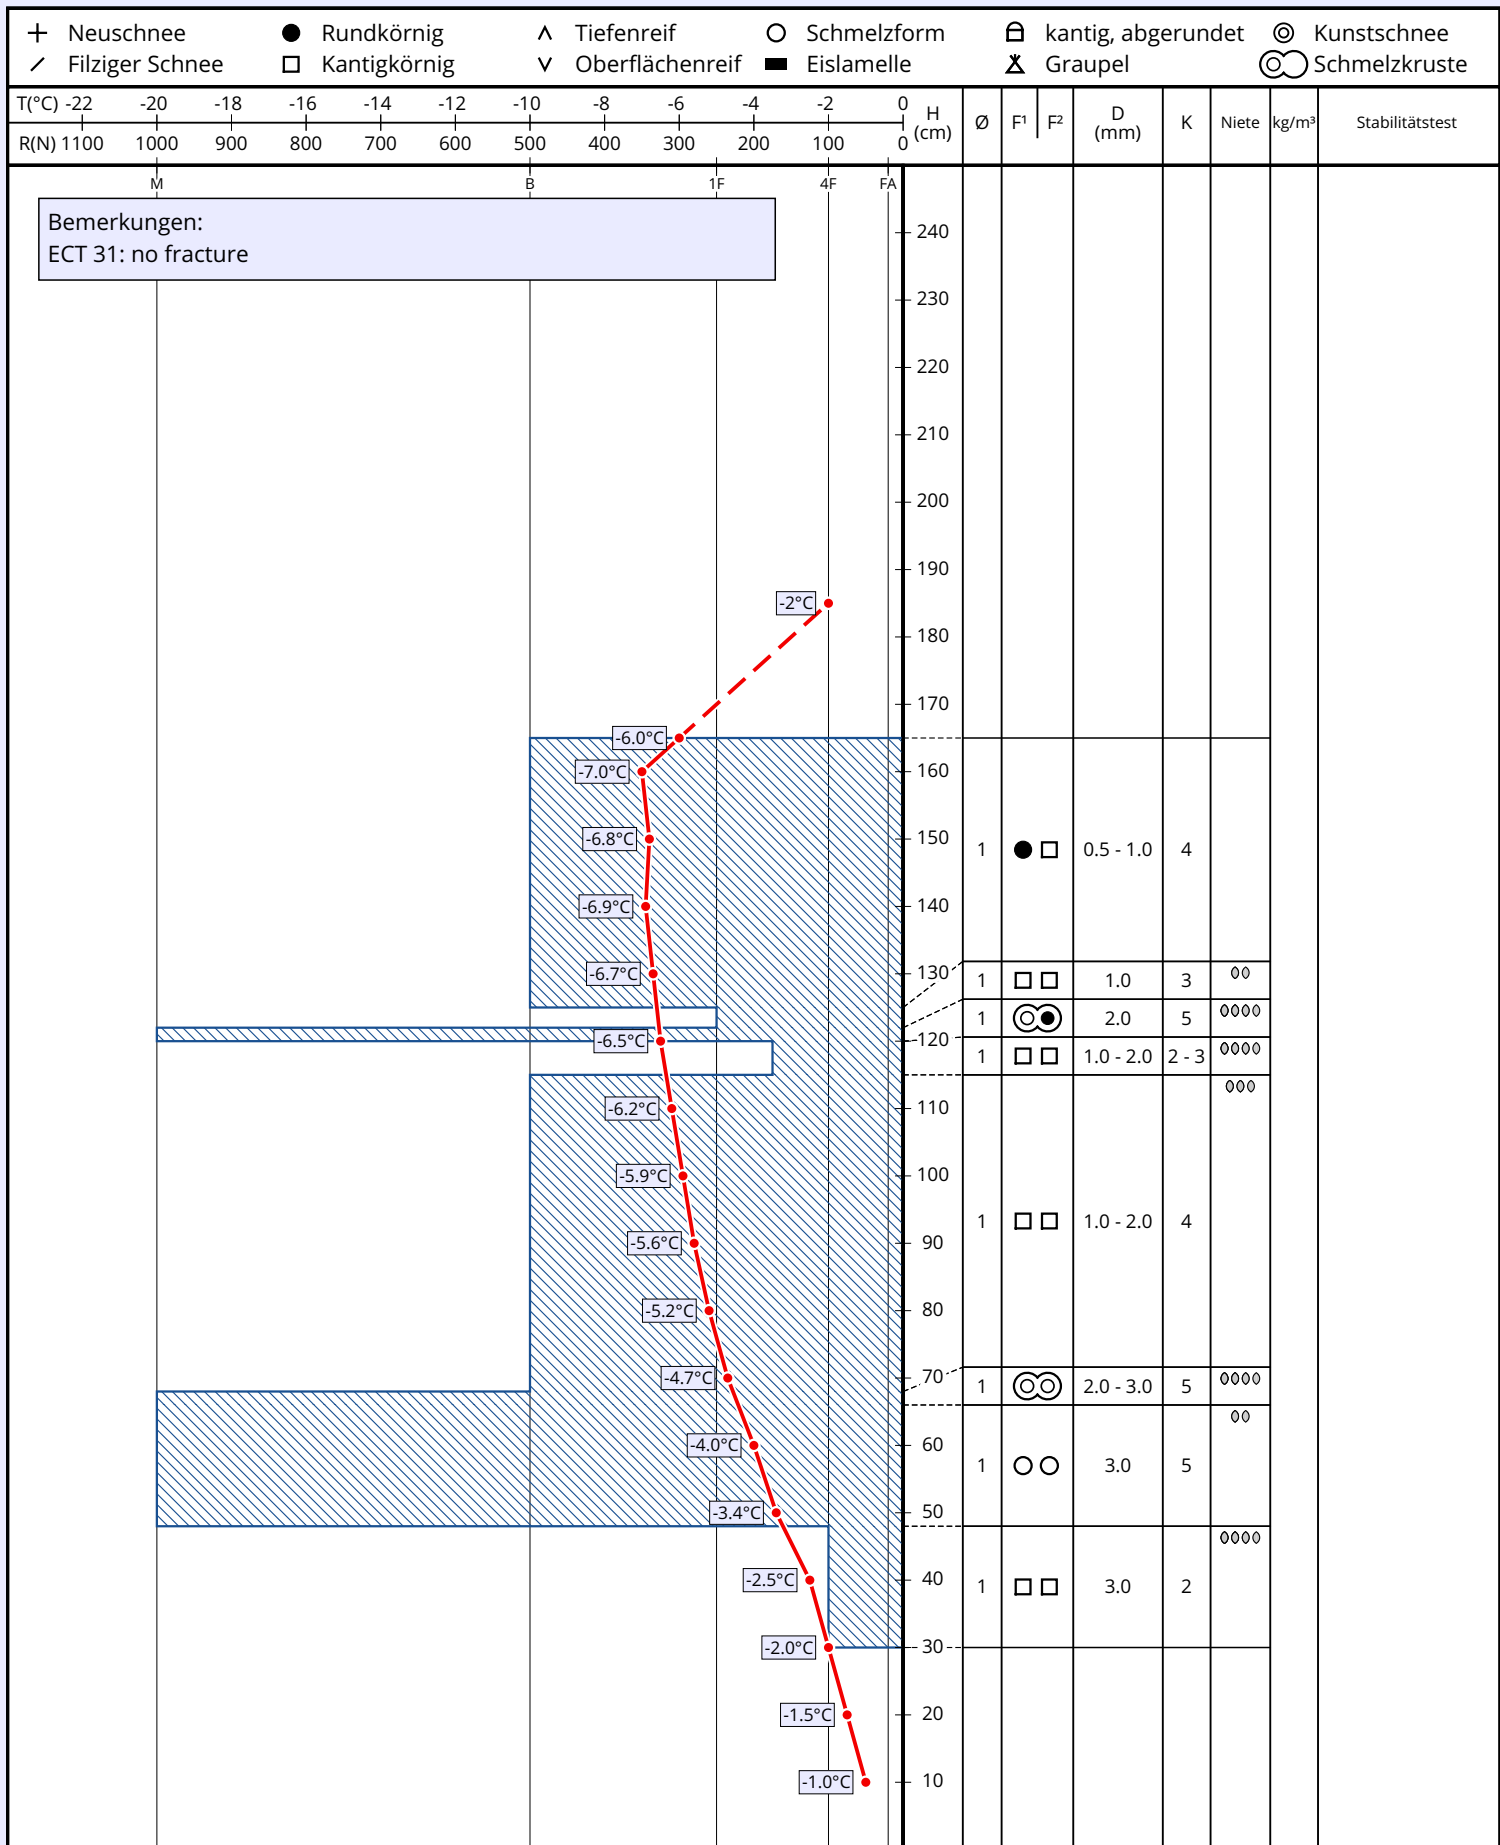 Neuschnee Rundkörnig Tiefenreif Schmelzform kantig, abgerundet Kunstschnee
Filziger Schnee Kantigkörnig Oberflächenreif Eislamelle Graupel Schmelzkruste
T(°C) -22 -20 -18 -16 -14 -12 -10 -8 -6 -4 -2 0
R(N) 1100 1000 900 800 700 600 500 400 300 200 100 0
H (cm) Ø F¹ F² D (mm) K Niete kg/m³ Stabilitätstest
M B 1F 4F FA
Bemerkungen:
ECT 31: no fracture
240
230
220
210
200
190
-2°C
180
170
-6.0°C
-7.0°C 160
-6.8°C 150
1 0.5 - 1.0 4
-6.9°C 140
-6.7°C 130
1 1.0 3
1 2.0 5
-6.5°C 120
1 1.0 - 2.0 2 - 3
-6.2°C 110
-5.9°C 100
1 1.0 - 2.0 4
-5.6°C 90
-5.2°C 80
-4.7°C 70
1 2.0 - 3.0 5
-4.0°C 60
1 3.0 5
-3.4°C 50
-2.5°C 40
1 3.0 2
-2.0°C 30
-1.5°C 20
-1.0°C 10